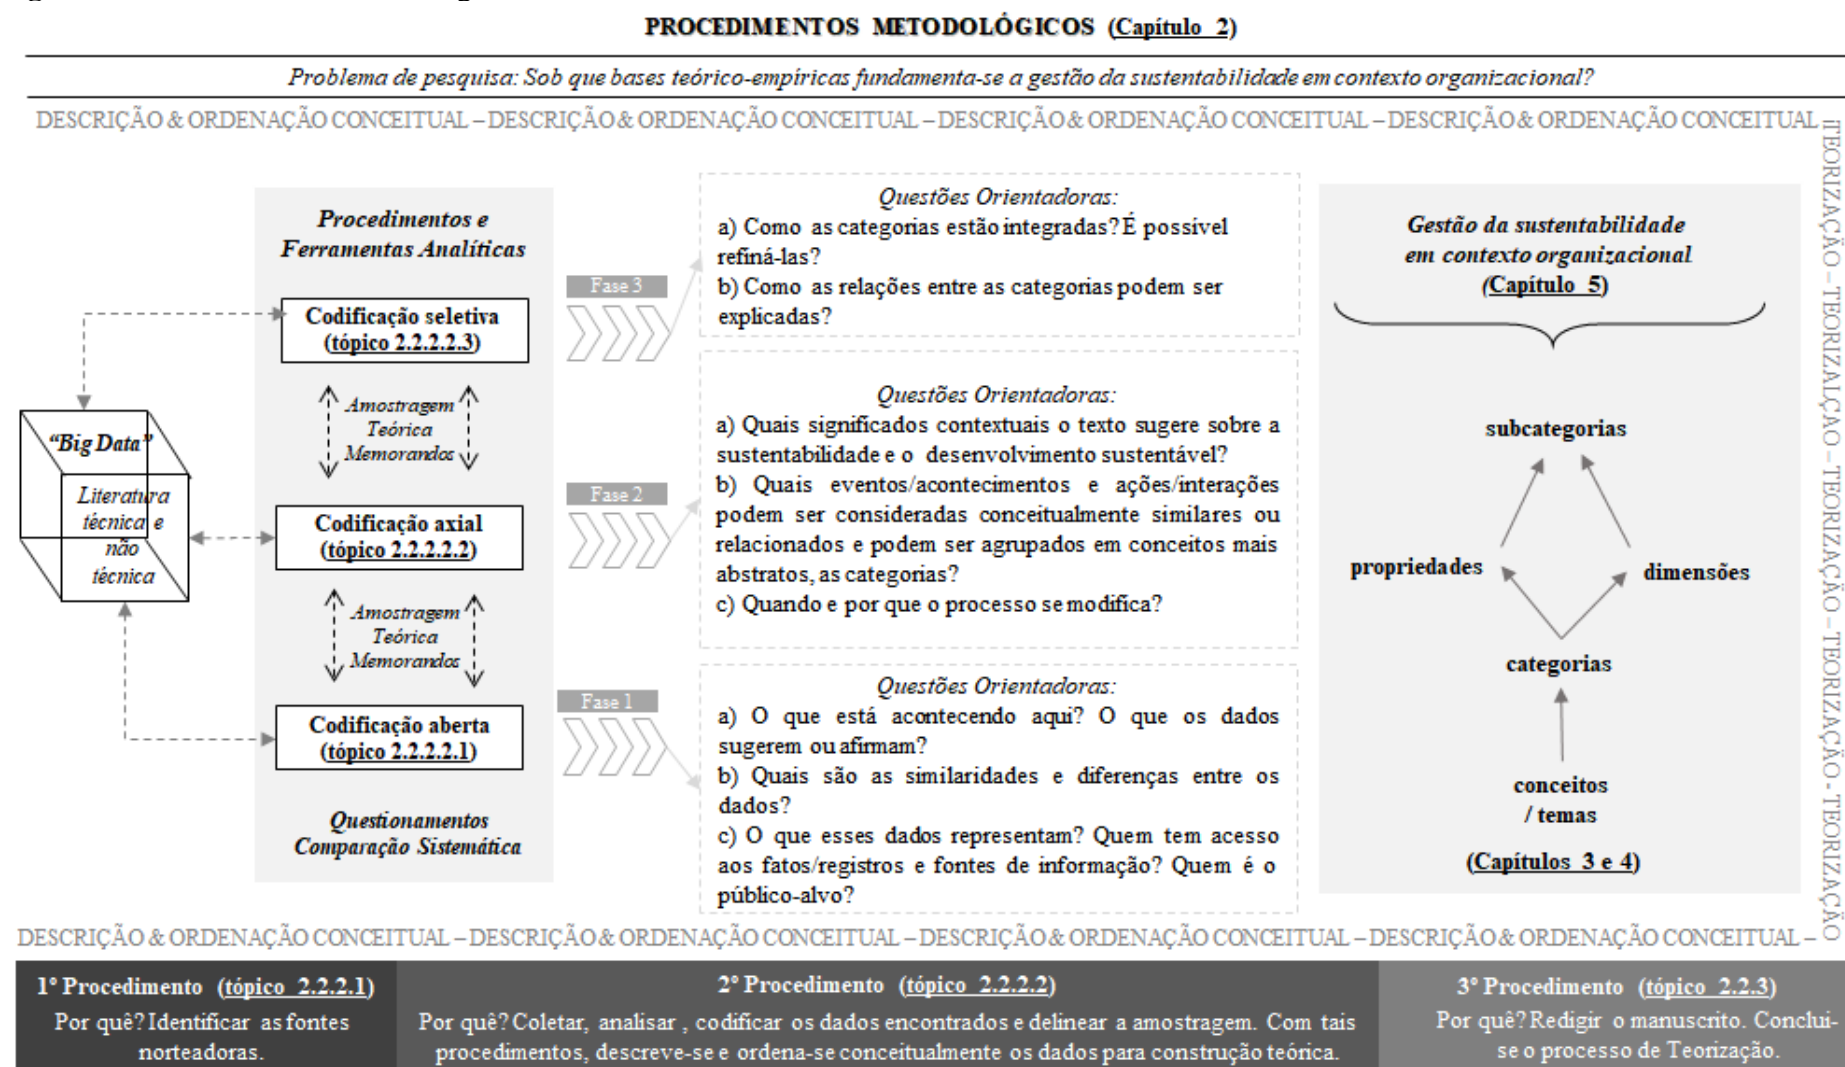 PROCEDIMENTOS METODOLÓGICOS (Capítulo 2)
Problema de pesquisa: Sob que bases teórico-empíricas fundamenta-se a gestão da sustentabilidade em contexto organizacional?
DESCRIÇÃO & ORDENAÇÃO CONCEITUAL – DESCRIÇÃO & ORDENAÇÃO CONCEITUAL – DESCRIÇÃO & ORDENAÇÃO CONCEITUAL – DESCRIÇÃO & ORDENAÇÃO CONCEITUAL –
"Big Data"
Literatura
técnica e
não
técnica
Procedimentos e
Ferramentas Analíticas
Codificação seletiva
(tópico 2.2.2.2.3)
Amostragem
Teórica
Memorandos
Codificação axial
(tópico 2.2.2.2.2)
Amostragem
Teórica
Memorandos
Codificação aberta
(tópico 2.2.2.2.1)
Questionamentos
Comparação Sistemática
Fase 3
Questões Orientadoras:
a) Como as categorias estão integradas? É possível
refiná-las?
b) Como as relações entre as categorias podem ser
explicadas?
Fase 2
Questões Orientadoras:
a) Quais significados contextuais o texto sugere sobre a
sustentabilidade e o desenvolvimento sustentável?
b) Quais eventos/acontecimentos e ações/interações
podem ser consideradas conceitualmente similares ou
relacionados e podem ser agrupados em conceitos mais
abstratos, as categorias?
c) Quando e por que o processo se modifica?
Fase 1
Questões Orientadoras:
a) O que está acontecendo aqui? O que os dados
sugerem ou afirmam?
b) Quais são as similaridades e diferenças entre os
dados?
c) O que esses dados representam? Quem tem acesso
aos fatos/registros e fontes de informação? Quem é o
público-alvo?
Gestão da sustentabilidade
em contexto organizacional
(Capítulo 5)
subcategorias
propriedades
dimensões
categorias
conceitos
/ temas
(Capítulos 3 e 4)
TEORIZAÇÃO – TEORIZALÇAO – TEORIZAÇÃO – TEORIZAÇÃO - TEORIZAÇÃO
DESCRIÇÃO & ORDENAÇÃO CONCEITUAL – DESCRIÇÃO & ORDENAÇÃO CONCEITUAL – DESCRIÇÃO & ORDENAÇÃO CONCEITUAL – DESCRIÇÃO & ORDENAÇÃO CONCEITUAL –
1º Procedimento (tópico 2.2.2.1)
Por quê? Identificar as fontes
norteadoras.
2º Procedimento (tópico 2.2.2.2)
Por quê? Coletar, analisar , codificar os dados encontrados e delinear a amostragem. Com tais
procedimentos, descreve-se e ordena-se conceitualmente os dados para construção teórica.
3º Procedimento (tópico 2.2.3)
Por quê? Redigir o manuscrito. Conclui-
se o processo de Teorização.